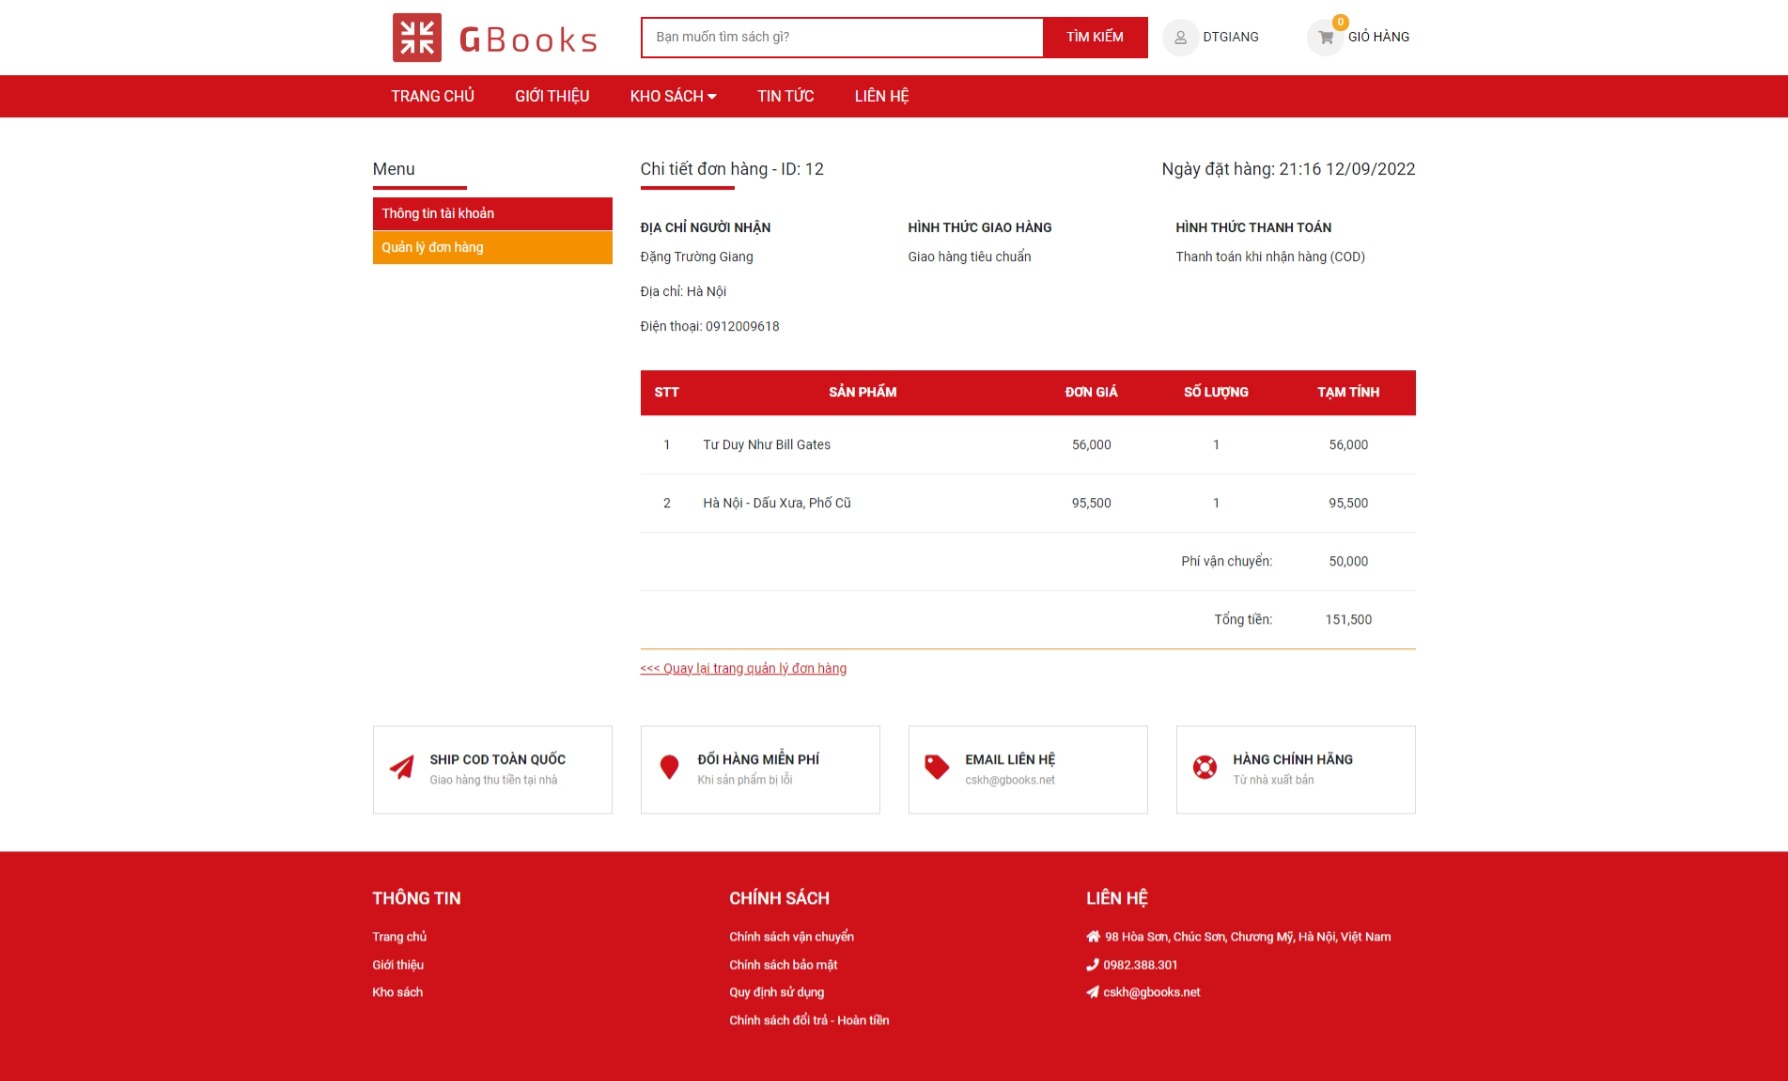 GBooks
Bạn muốn tìm sách gì?
TÌM KIẾM
DTGIANG
0
GIỎ HÀNG
TRANG CHỦ
GIỚI THIỆU
KHO SÁCH
TIN TỨC
LIÊN HỆ
Menu
Thông tin tài khoản
Quản lý đơn hàng
Chi tiết đơn hàng - ID: 12
Ngày đặt hàng: 21:16 12/09/2022
ĐỊA CHỈ NGƯỜI NHẬN
Đặng Trường Giang
Địa chỉ: Hà Nội
Điện thoại: 0912009618
HÌNH THỨC GIAO HÀNG
Giao hàng tiêu chuẩn
HÌNH THỨC THANH TOÁN
Thanh toán khi nhận hàng (COD)
STT SẢN PHẨM ĐƠN GIÁ SỐ LƯỢNG TẠM TÍNH
1 Tư Duy Như Bill Gates 56,000 1 56,000
2 Hà Nội - Dấu Xưa, Phố Cũ 95,500 1 95,500
Phí vận chuyển: 50,000
Tổng tiền: 151,500
<<< Quay lại trang quản lý đơn hàng
SHIP COD TOÀN QUỐC
Giao hàng thu tiền tại nhà
ĐỔI HÀNG MIỄN PHÍ
Khi sản phẩm bị lỗi
EMAIL LIÊN HỆ
cskh@gbooks.net
HÀNG CHÍNH HÃNG
Từ nhà xuất bản
THÔNG TIN
Trang chủ
Giới thiệu
Kho sách
CHÍNH SÁCH
Chính sách vận chuyển
Chính sách bảo mật
Quy định sử dụng
Chính sách đổi trả - Hoàn tiền
LIÊN HỆ
98 Hòa Sơn, Chúc Sơn, Chương Mỹ, Hà Nội, Việt Nam
0982.388.301
cskh@gbooks.net